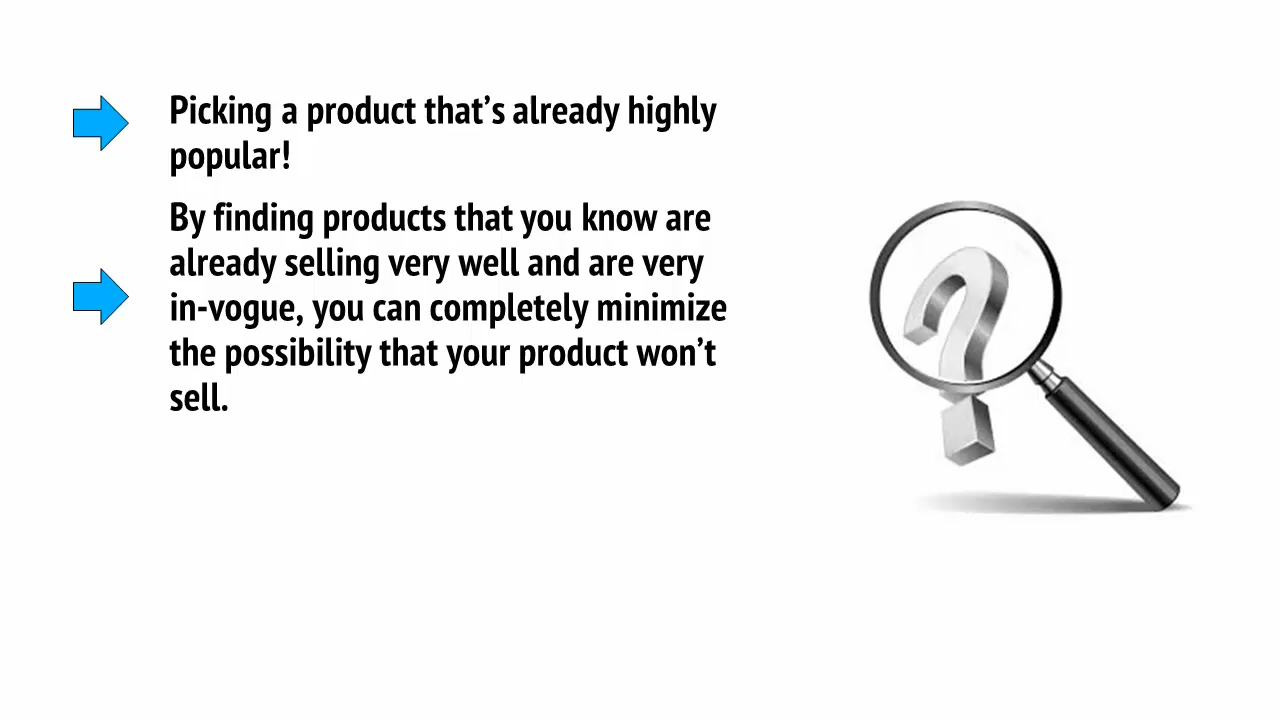 Picking a product that’s already highly
popular!
By finding products that you know are
already selling very well and are very
in-vogue, you can completely minimize
the possibility that your product won’t
sell.